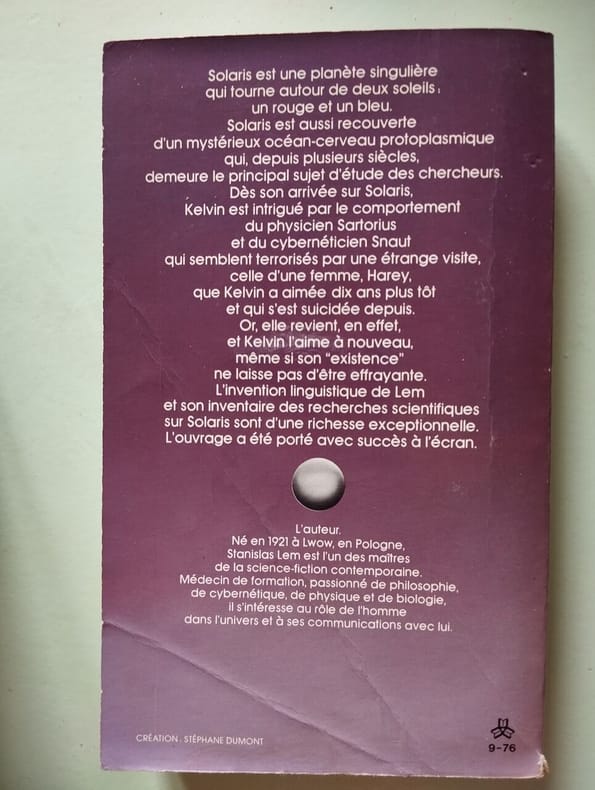 Solaris est une planète singulière
qui tourne autour de deux soleils :
un rouge et un bleu.
Solaris est aussi recouverte
d'un mystérieux océan-cerveau protoplasmique
qui, depuis plusieurs siècles,
demeure le principal sujet d'étude des chercheurs.
Dès son arrivée sur Solaris,
Kelvin est intrigué par le comportement
du physicien Sartorius
et du cybernéticien Snaut
qui semblent terrorisés par une étrange visite,
celle d'une femme, Harey,
que Kelvin a aimée dix ans plus tôt
et qui s'est suicidée depuis.
Or, elle revient, en effet,
et Kelvin l'aime à nouveau,
même si son "existence"
ne laisse pas d'être effrayante.
L'invention linguistique de Lem
et son inventaire des recherches scientifiques
sur Solaris sont d'une richesse exceptionnelle.
L'ouvrage a été porté avec succès à l'écran.
L'auteur.
Né en 1921 à Lwow, en Pologne,
Stanislas Lem est l'un des maîtres
de la science-fiction contemporaine.
Médecin de formation, passionné de philosophie,
de cybernétique, de physique et de biologie,
il s'intéresse au rôle de l'homme
dans l'univers et à ses communications avec lui.
CRÉATION : STÉPHANE DUMONT
9-76